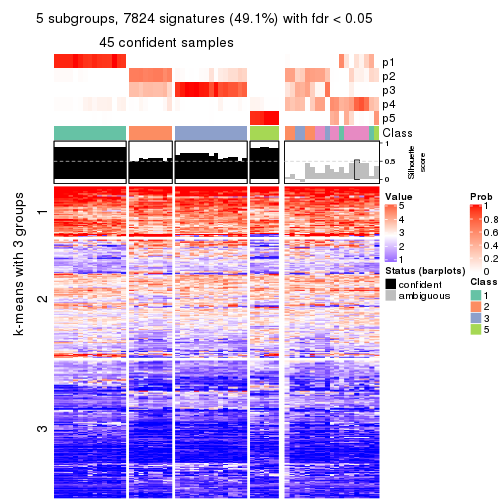 5 subgroups, 7824 signatures (49.1%) with fdr < 0.05
45 confident samples
p1
p2
p3
p4
p5
Class
1
0.5
0
Silhouette
score
k-means with 3 groups
1
2
3
Value
5
4
3
2
1
Status (barplots)
confident
ambiguous
Prob
1
0.8
0.6
0.4
0.2
0
Class
1
2
3
5